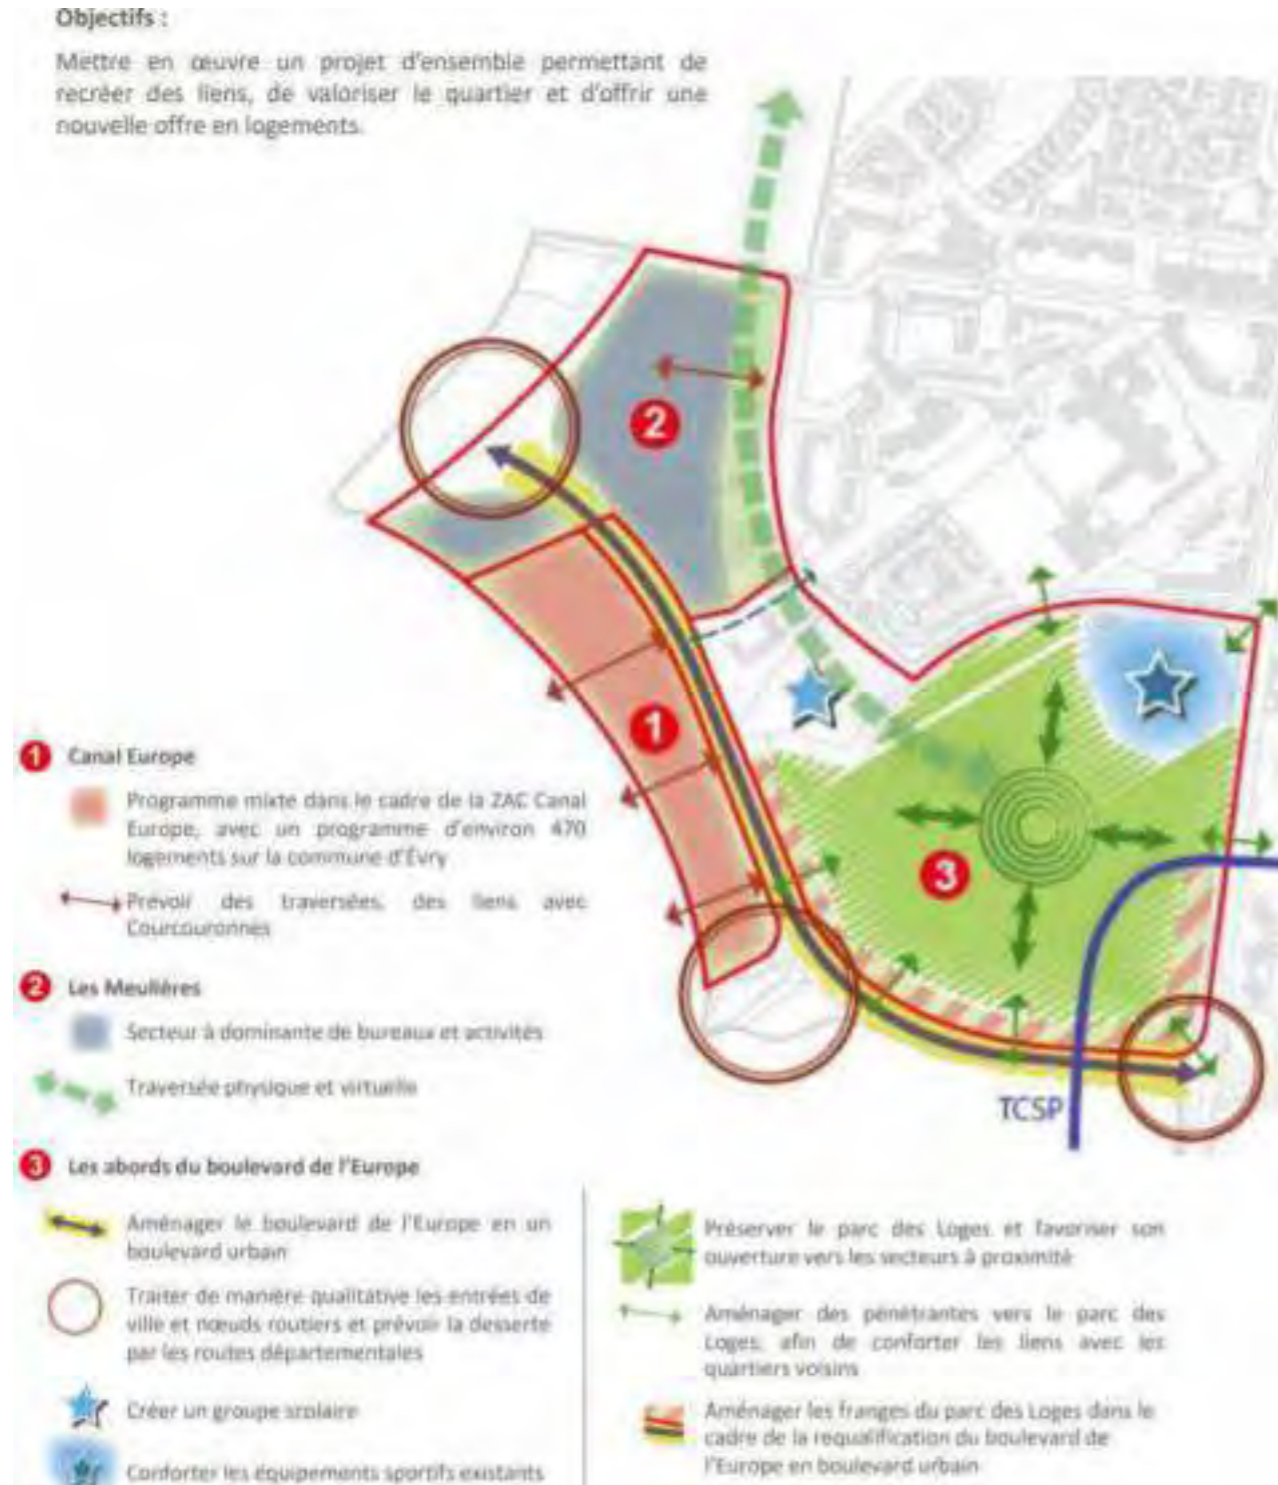 Objectifs :
Mettre en œuvre un projet d'ensemble permettant de
recréer des liens, de valoriser le quartier et d'offrir une
nouvelle offre en logements.
2
1
3
TCSP
1 Canal Europe
Programme mixte dans le cadre de la ZAC Canal
Europe, avec un programme d'environ 470
logements sur la commune d'Évry
Prévoir des traversées, des liens avec
Courcouronnes
2 Les Meulières
Secteur à dominante de bureaux et activités
Traversée physique et virtuelle
3 Les abords du boulevard de l'Europe
Aménager le boulevard de l'Europe en un
boulevard urbain
Traiter de manière qualitative les entrées de
ville et nœuds routiers et prévoir la desserte
par les routes départementales
Créer un groupe scolaire
Conforter les équipements sportifs existants
Préserver le parc des Loges et favoriser son
ouverture vers les secteurs à proximité
Aménager des pénétrantes vers le parc des
Loges, afin de conforter les liens avec les
quartiers voisins
Aménager les franges du parc des Loges dans le
cadre de la requalification du boulevard de
l'Europe en boulevard urbain